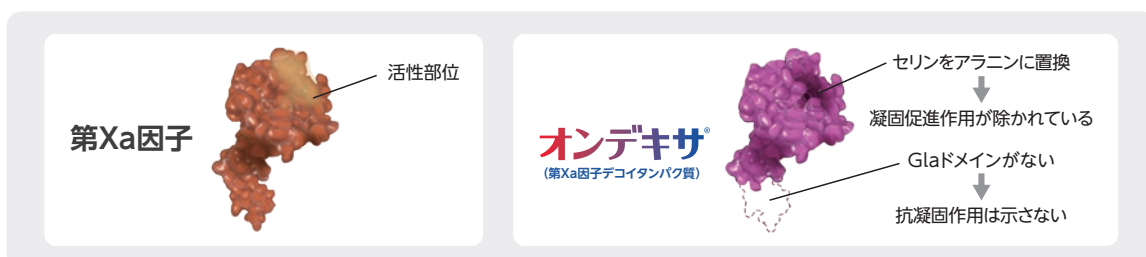 第Xa因子
活性部位
オンデキサ®
(第Xa因子デコイタンパク質)
セリンをアラニンに置換
凝固促進作用が除かれている
Glaドメインがない
抗凝固作用は示さない